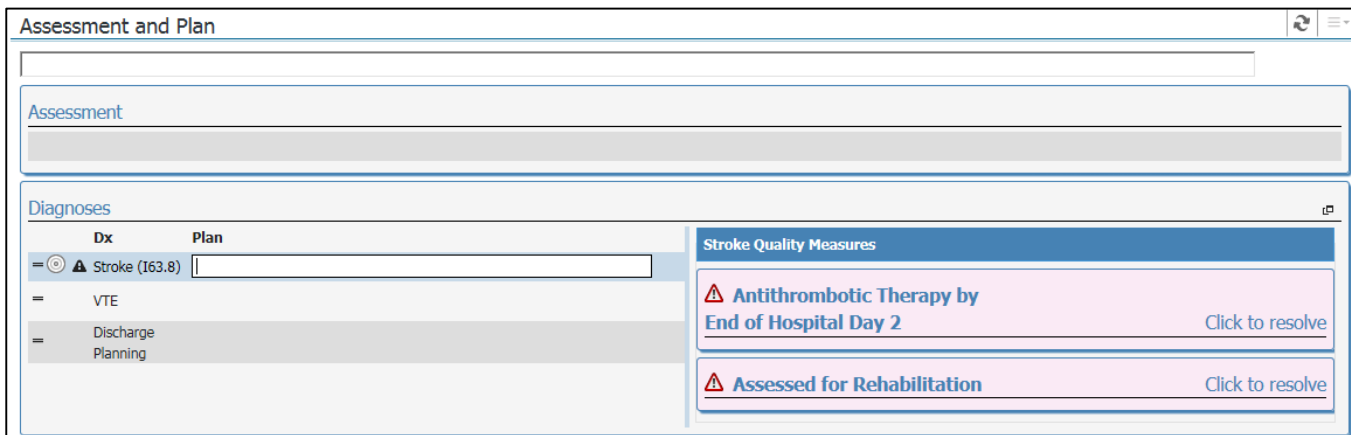 Assessment and Plan
Assessment
Diagnoses
Dx Plan
Stroke (I63.8)
VTE
Discharge
Planning
Stroke Quality Measures
Antithrombotic Therapy by
End of Hospital Day 2 Click to resolve
Assessed for Rehabilitation Click to resolve